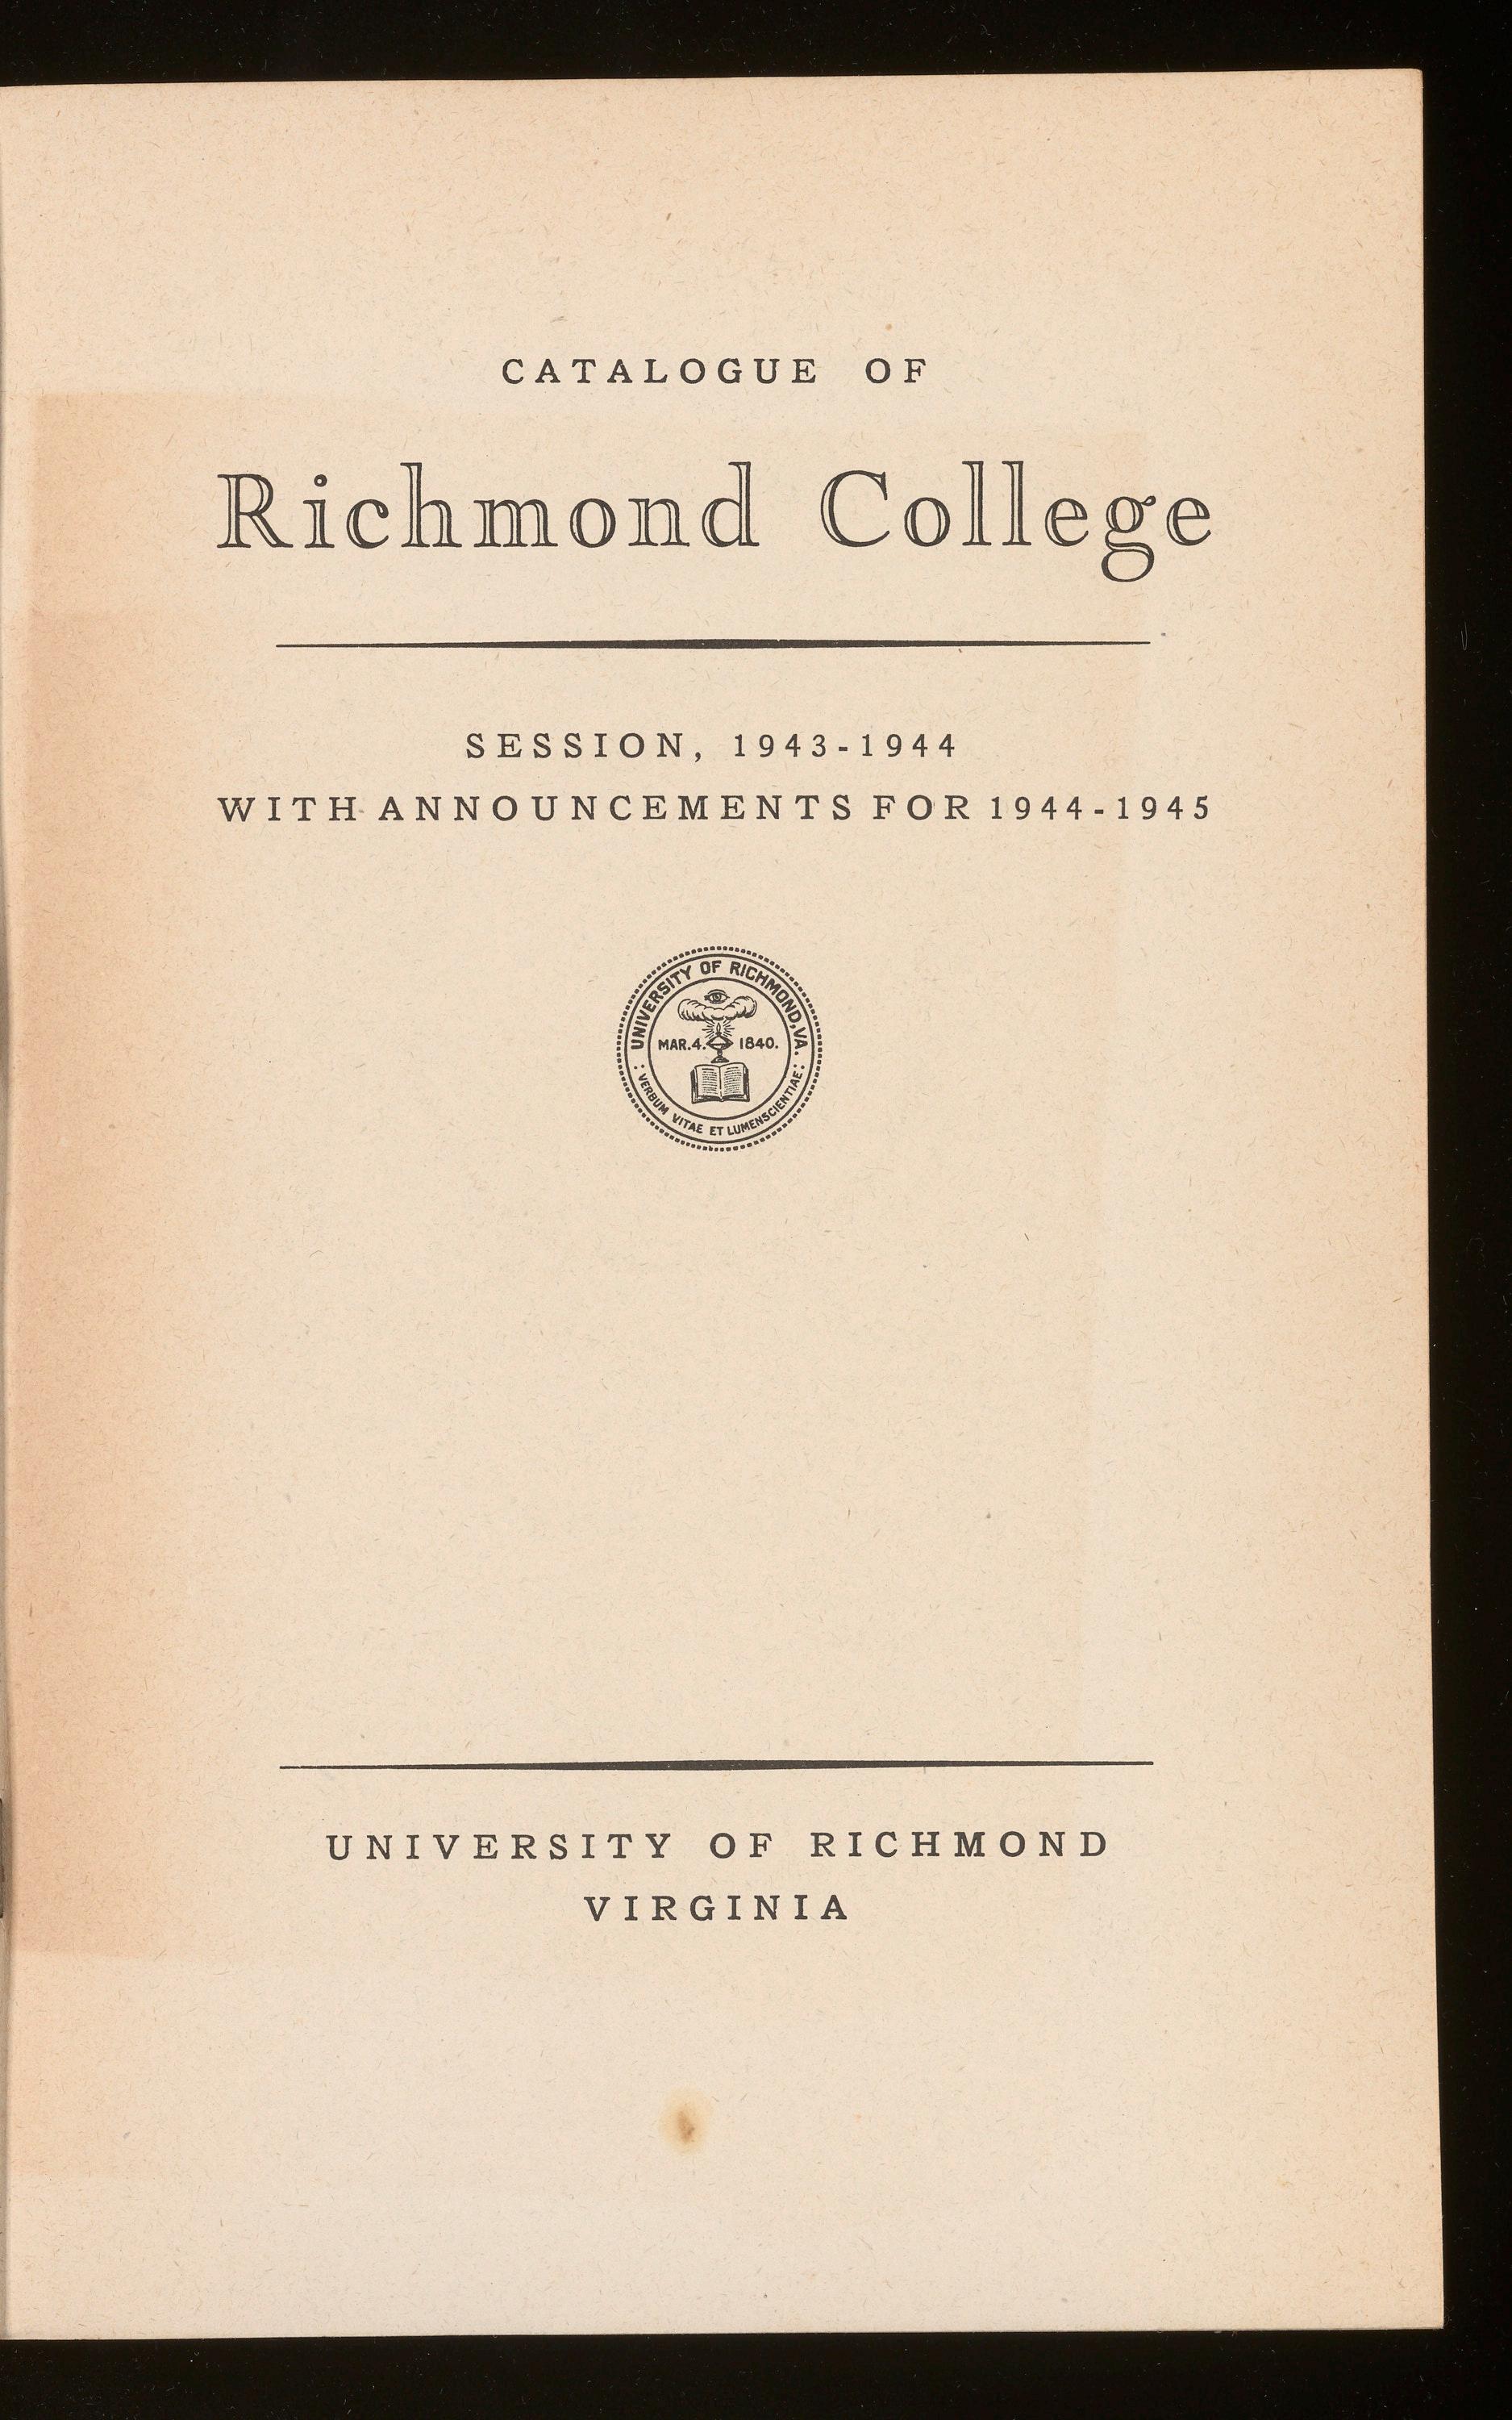 CATALOGUE OF
Richmond College
SESSION, 1943-1944
WITH ANNOUNCEMENTS FOR 1944-1945
UNIVERSITY OF RICHMOND, VA.
MAR. 4. 1840.
: VERBUM VITAE ET LUMEN SCIENTIAE :
UNIVERSITY OF RICHMOND
VIRGINIA